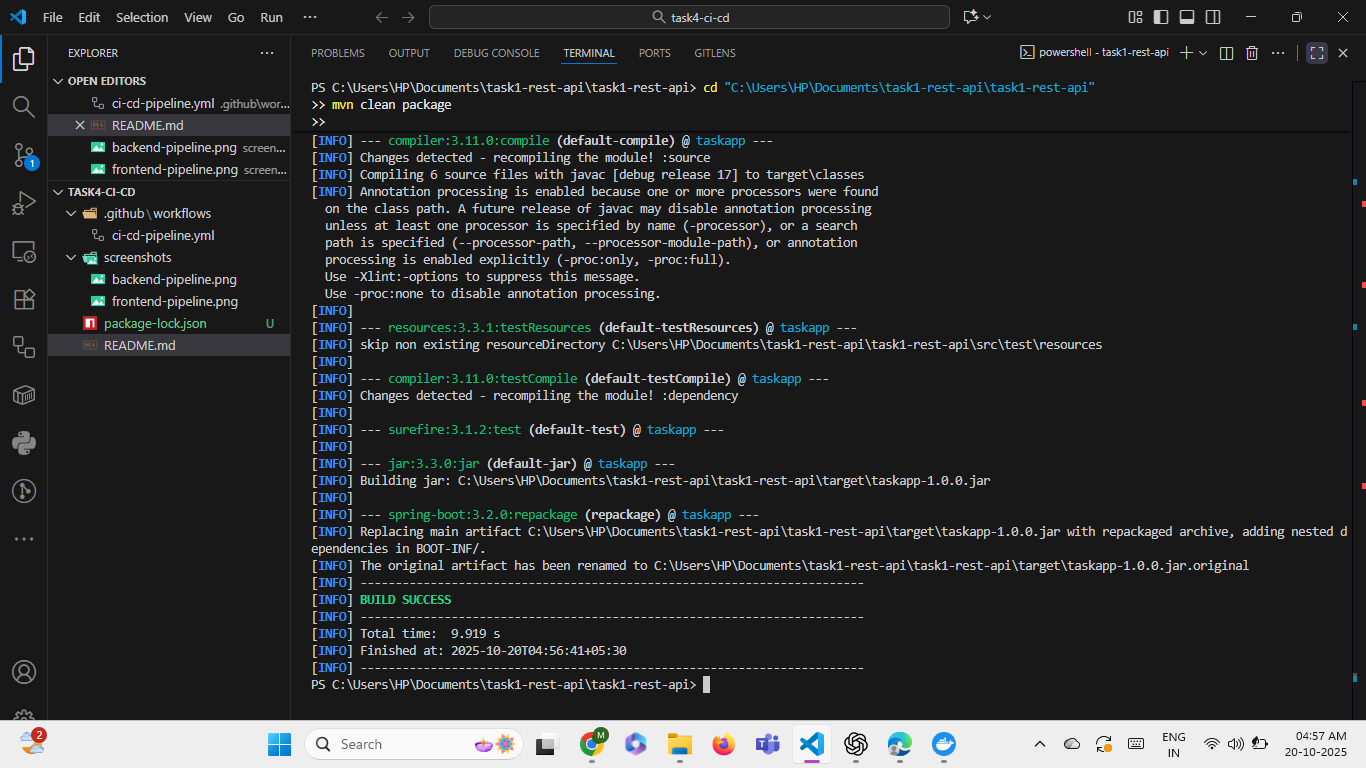 File Edit Selection View Go Run ··· task4-ci-cd
EXPLORER ···
OPEN EDITORS
ci-cd-pipeline.yml .github\wor...
README.md
backend-pipeline.png screen...
frontend-pipeline.png screen...
TASK4-CI-CD
.github\workflows
ci-cd-pipeline.yml
screenshots
backend-pipeline.png
frontend-pipeline.png
package-lock.json U
README.md
1
PROBLEMS OUTPUT DEBUG CONSOLE TERMINAL PORTS GITLENS
powershell - task1-rest-api
PS C:\Users\HP\Documents\task1-rest-api\task1-rest-api> cd "C:\Users\HP\Documents\task1-rest-api\task1-rest-api"
>> mvn clean package
>>
[INFO] --- compiler:3.11.0:compile (default-compile) @ taskapp ---
[INFO] Changes detected - recompiling the module! :source
[INFO] Compiling 6 source files with javac [debug release 17] to target\classes
[INFO] Annotation processing is enabled because one or more processors were found
on the class path. A future release of javac may disable annotation processing
unless at least one processor is specified by name (-processor), or a search
path is specified (--processor-path, --processor-module-path), or annotation
processing is enabled explicitly (-proc:only, -proc:full).
Use -Xlint:-options to suppress this message.
Use -proc:none to disable annotation processing.
[INFO]
[INFO] --- resources:3.3.1:testResources (default-testResources) @ taskapp ---
[INFO] skip non existing resourceDirectory C:\Users\HP\Documents\task1-rest-api\task1-rest-api\src\test\resources
[INFO]
[INFO] --- compiler:3.11.0:testCompile (default-testCompile) @ taskapp ---
[INFO] Changes detected - recompiling the module! :dependency
[INFO]
[INFO] --- surefire:3.1.2:test (default-test) @ taskapp ---
[INFO]
[INFO] --- jar:3.3.0:jar (default-jar) @ taskapp ---
[INFO] Building jar: C:\Users\HP\Documents\task1-rest-api\task1-rest-api\target\taskapp-1.0.0.jar
[INFO]
[INFO] --- spring-boot:3.2.0:repackage (repackage) @ taskapp ---
[INFO] Replacing main artifact C:\Users\HP\Documents\task1-rest-api\task1-rest-api\target\taskapp-1.0.0.jar with repackaged archive, adding nested d
ependencies in BOOT-INF/.
[INFO] The original artifact has been renamed to C:\Users\HP\Documents\task1-rest-api\task1-rest-api\target\taskapp-1.0.0.jar.original
[INFO] ------------------------------------------------------------------------
[INFO] BUILD SUCCESS
[INFO] ------------------------------------------------------------------------
[INFO] Total time:  9.919 s
[INFO] Finished at: 2025-10-20T04:56:41+05:30
[INFO] ------------------------------------------------------------------------
PS C:\Users\HP\Documents\task1-rest-api\task1-rest-api>
2
Search
M
ENG
IN
04:57 AM
20-10-2025